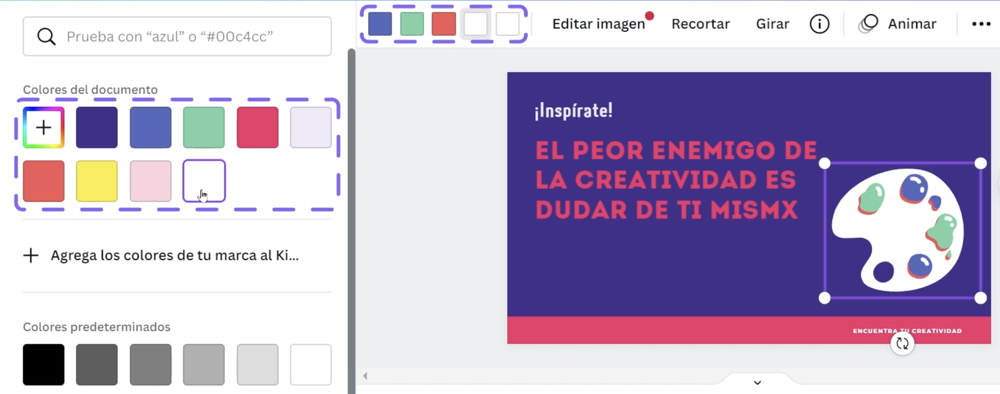 Prueba con “azul” o “#00c4cc”
Colores del documento
Agrega los colores de tu marca al Ki...
Colores predeterminados
Editar imagen
Recortar
Girar
Animar
¡Inspírate!
EL PEOR ENEMIGO DE
LA CREATIVIDAD ES
DUDAR DE TI MISMX
ENCUENTRA TU CREATIVIDAD